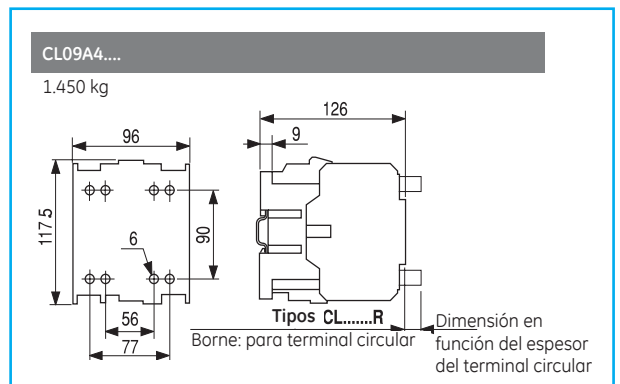 CL09A4....
1.450 kg
126
96
9
117.5
6
90
56
77
Tipos CL.......R
Borne: para terminal circular
Dimensión en
función del espesor
del terminal circular